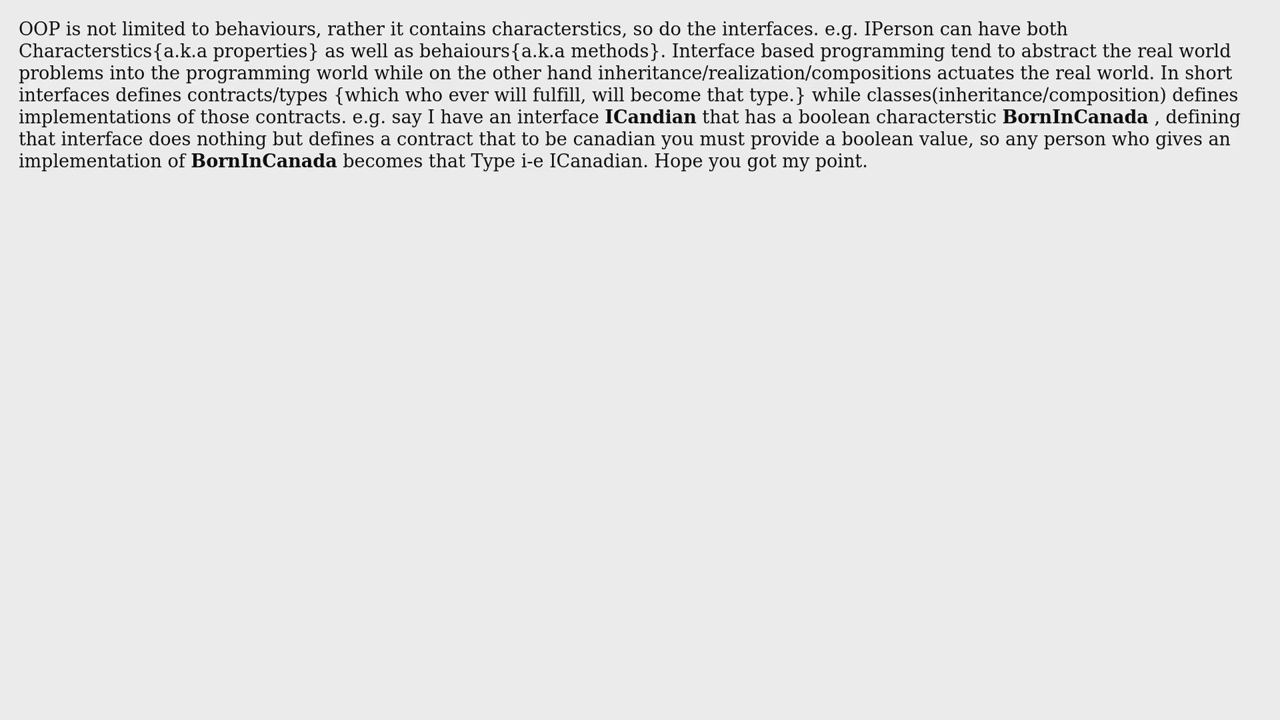 OOP is not limited to behaviours, rather it contains characterstics, so do the interfaces. e.g. IPerson can have both
Characterstics{a.k.a properties} as well as behaiours{a.k.a methods}. Interface based programming tend to abstract the real world
problems into the programming world while on the other hand inheritance/realization/compositions actuates the real world. In short
interfaces defines contracts/types {which who ever will fulfill, will become that type.} while classes(inheritance/composition) defines
implementations of those contracts. e.g. say I have an interface ICandian that has a boolean characterstic BornInCanada , defining
that interface does nothing but defines a contract that to be canadian you must provide a boolean value, so any person who gives an
implementation of BornInCanada becomes that Type i-e ICanadian. Hope you got my point.